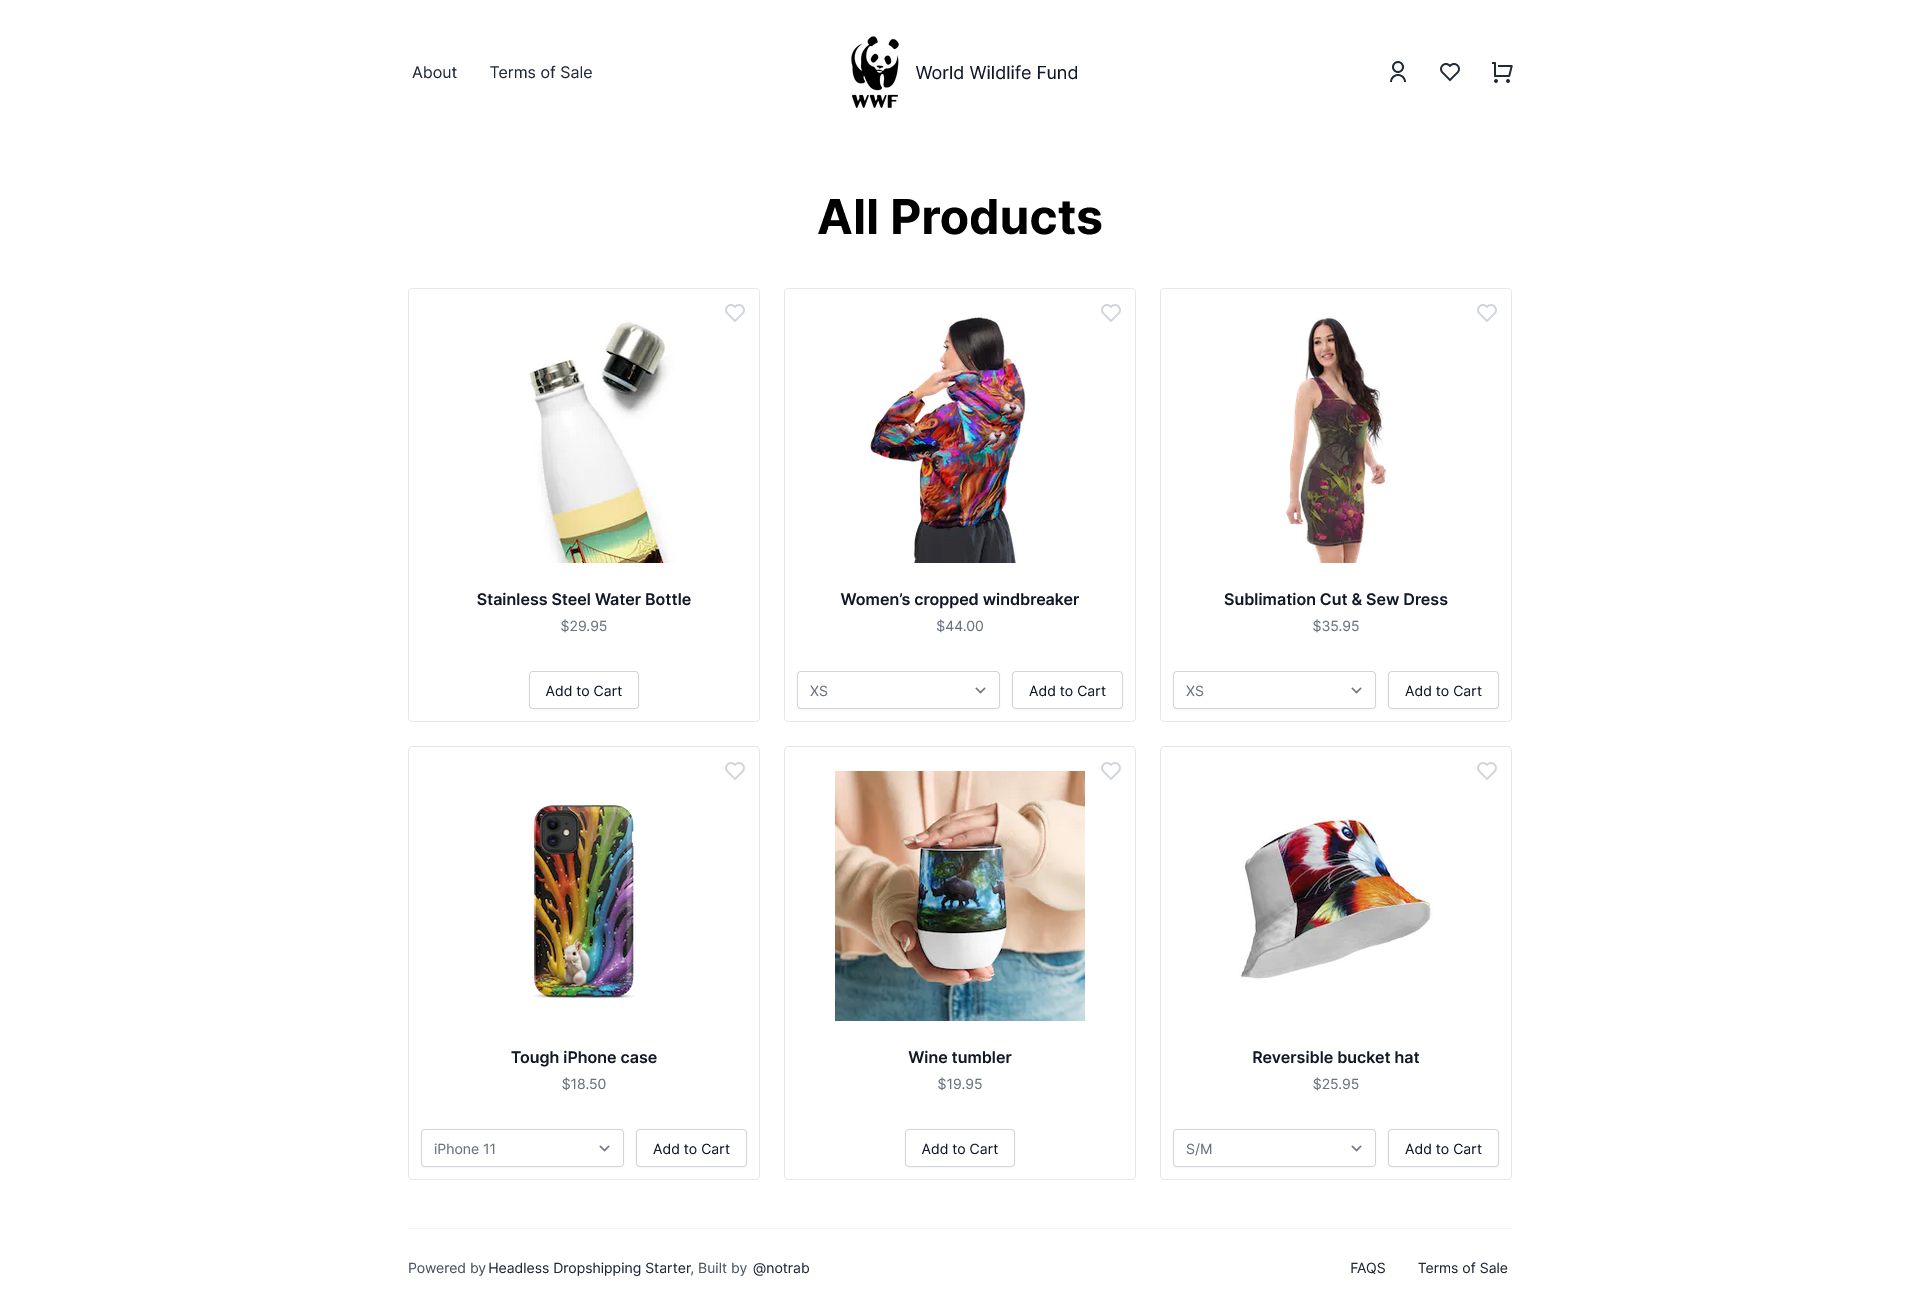 About
Terms of Sale
WWF
World Wildlife Fund
All Products
Stainless Steel Water Bottle
$29.95
Add to Cart
Women’s cropped windbreaker
$44.00
XS
Add to Cart
Sublimation Cut & Sew Dress
$35.95
XS
Add to Cart
Tough iPhone case
$18.50
iPhone 11
Add to Cart
Wine tumbler
$19.95
Add to Cart
Reversible bucket hat
$25.95
S/M
Add to Cart
Powered by Headless Dropshipping Starter, Built by @notrab
FAQS
Terms of Sale